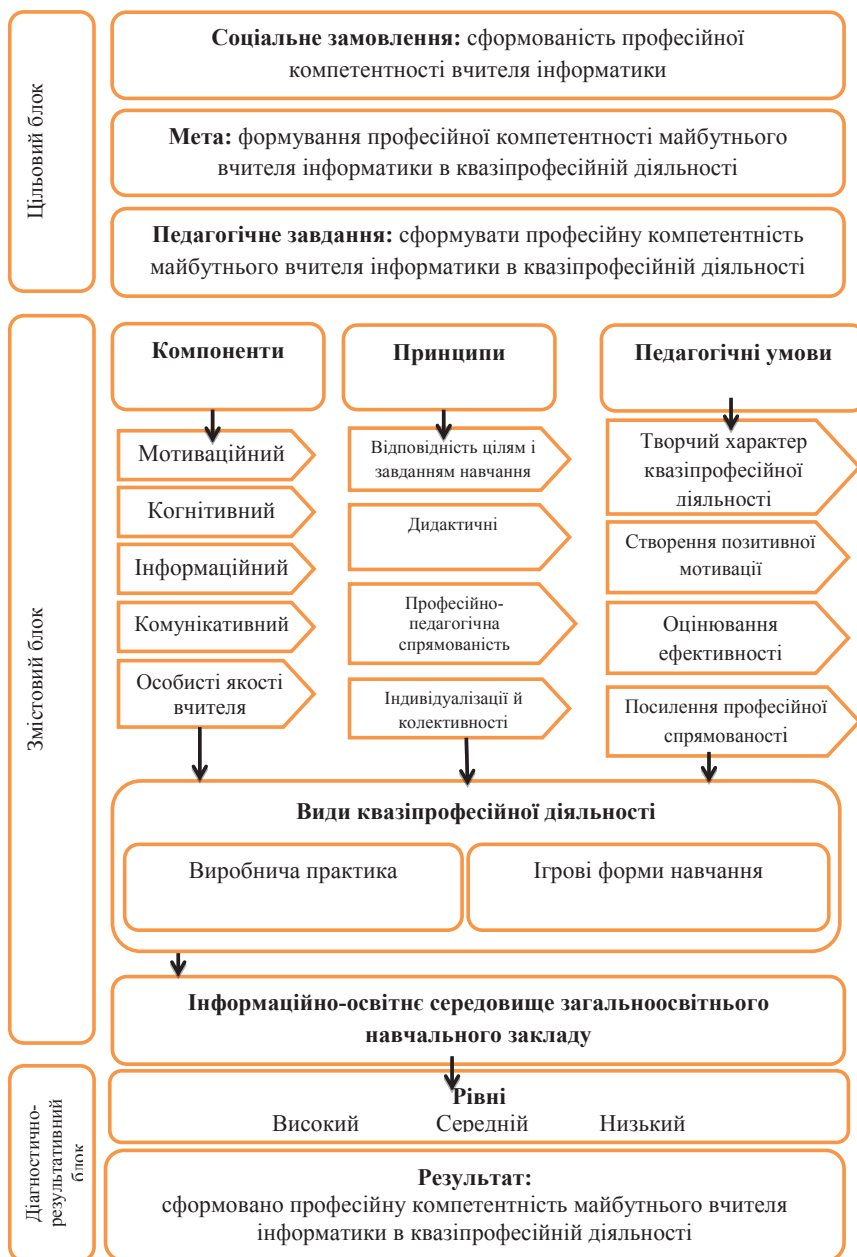 Цільовий блок
Соціальне замовлення: сформованість професійної
компетентності вчителя інформатики
Мета: формування професійної компетентності майбутнього
вчителя інформатики в квазіпрофесійній діяльності
Педагогічне завдання: сформувати професійну компетентність
майбутнього вчителя інформатики в квазіпрофесійній діяльності
Змістовий блок
Компоненти
Мотиваційний
Когнітивний
Інформаційний
Комунікативний
Особисті якості
вчителя
Принципи
Відповідність цілям і
завданням навчання
Дидактичні
Професійно-
педагогічна
спрямованість
Індивідуалізації й
колективності
Педагогічні умови
Творчий характер
квазіпрофесійної
діяльності
Створення позитивної
мотивації
Оцінювання
ефективності
Посилення професійної
спрямованості
Види квазіпрофесійної діяльності
Виробнича практика
Ігрові форми навчання
Інформаційно-освітнє середовище загальноосвітнього
навчального закладу
Діагностично-
результативний
блок
Рівні
Високий Середній Низький
Результат:
сформовано професійну компетентність майбутнього вчителя
інформатики в квазіпрофесійній діяльності